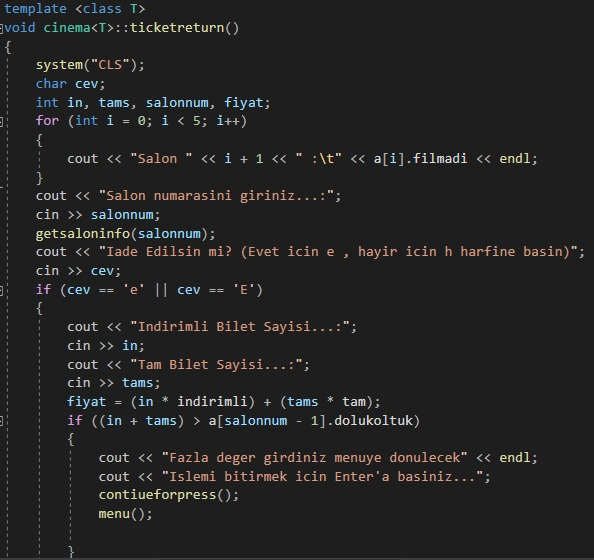 template <class T>
void cinema<T>::ticketreturn()
{
    system("CLS");
    char cev;
    int in, tams, salonnum, fiyat;
    for (int i = 0; i < 5; i++)
    {
        cout << "Salon " << i + 1 << " :\t" << a[i].filmadi << endl;
    }
    cout << "Salon numarasini giriniz...:";
    cin >> salonnum;
    getsaloninfo(salonnum);
    cout << "Iade Edilsin mi? (Evet icin e , hayir icin h harfine basin)";
    cin >> cev;
    if (cev == 'e' || cev == 'E')
    {
        cout << "Indirimli Bilet Sayisi...:";
        cin >> in;
        cout << "Tam Bilet Sayisi...:";
        cin >> tams;
        fiyat = (in * indirimli) + (tams * tam);
        if ((in + tams) > a[salonnum - 1].dolukoltuk)
        {
            cout << "Fazla deger girdiniz menuye donulecek" << endl;
            cout << "Islemi bitirmek icin Enter'a basiniz...";
            contiueforpress();
            menu();
        }